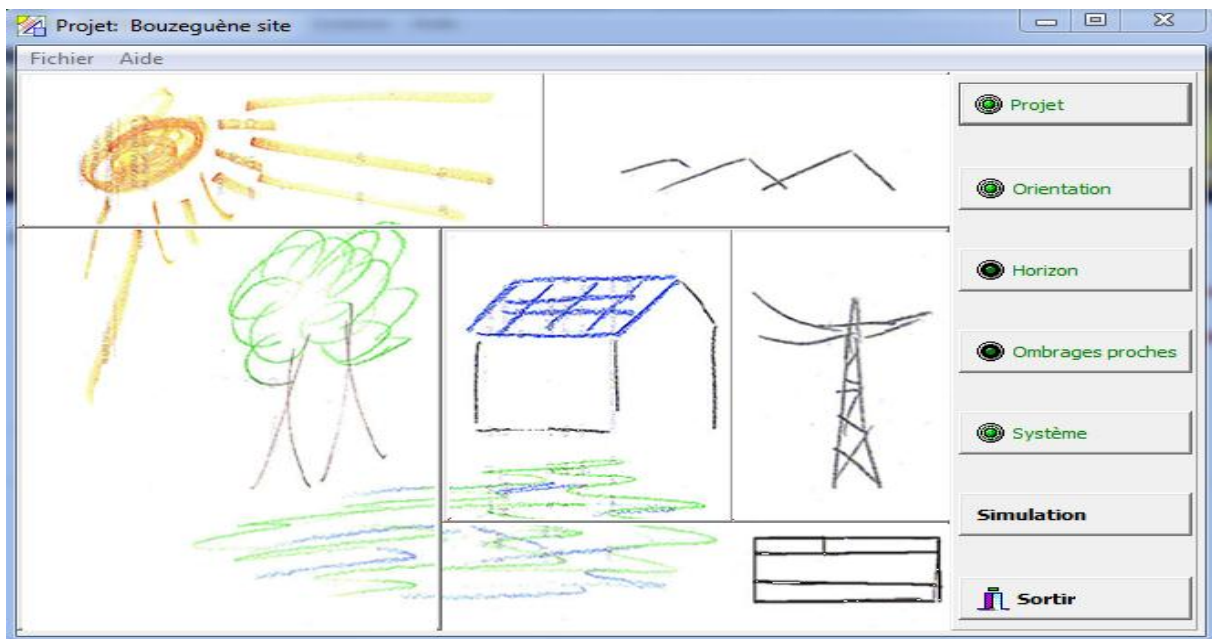 Projet: Bouzeguène site
Fichier Aide
Projet
Orientation
Horizon
Ombrages proches
Système
Simulation
Sortir